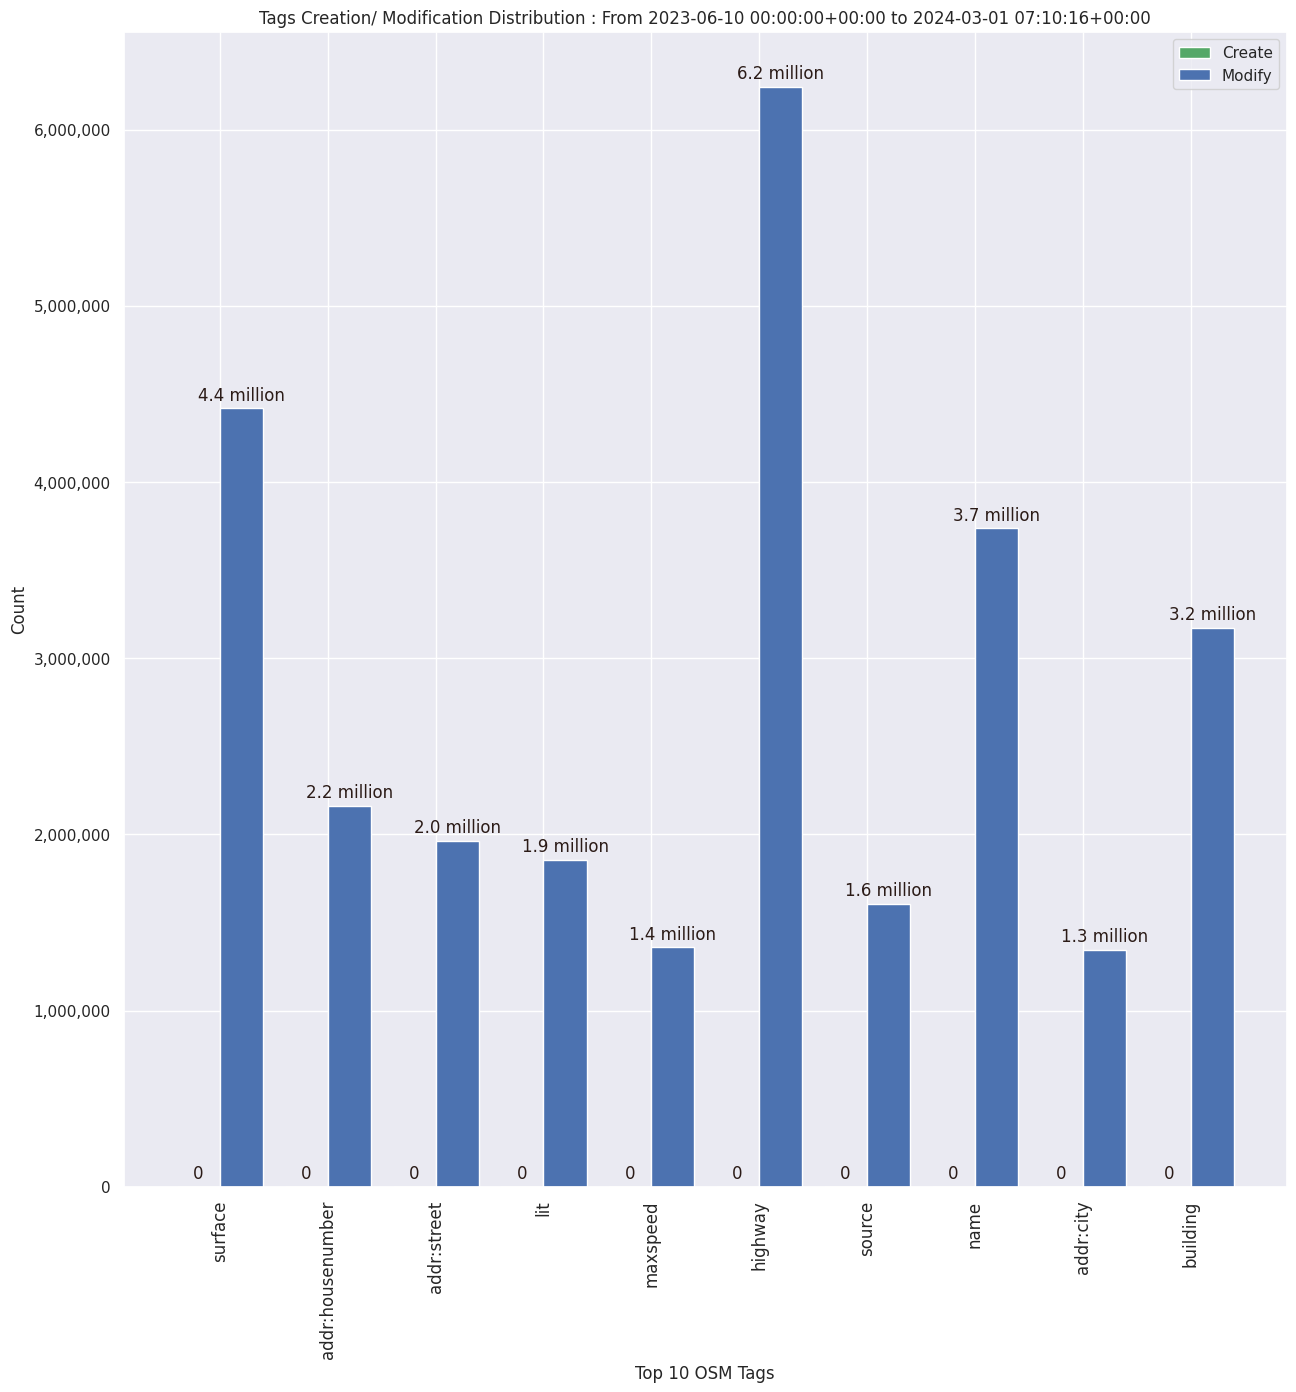 Tags Creation/ Modification Distribution : From 2023-06-10 00:00:00+00:00 to 2024-03-01 07:10:16+00:00
Create
Modify
6.2 million
6,000,000
5,000,000
4.4 million
4,000,000
3.7 million
3.2 million
3,000,000
2.2 million
2.0 million
2,000,000
1.9 million
1.6 million
1.4 million
1.3 million
1,000,000
0 0 0 0 0 0 0 0 0 0
0
Count
surface
addr:housenumber
addr:street
lit
maxspeed
highway
source
name
addr:city
building
Top 10 OSM Tags